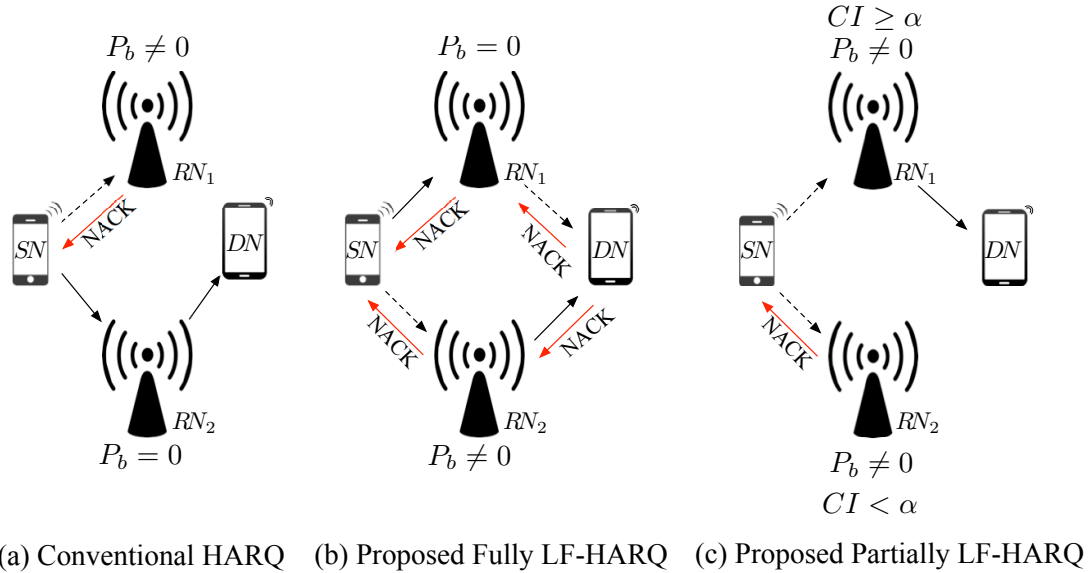 P_b ≠ 0
RN_1
NACK
SN
DN
RN_2
P_b = 0
(a) Conventional HARQ
P_b = 0
RN_1
NACK
NACK
SN
DN
NACK
NACK
RN_2
P_b ≠ 0
(b) Proposed Fully LF-HARQ
CI ≥ α
P_b ≠ 0
RN_1
SN
DN
NACK
RN_2
P_b ≠ 0
CI < α
(c) Proposed Partially LF-HARQ